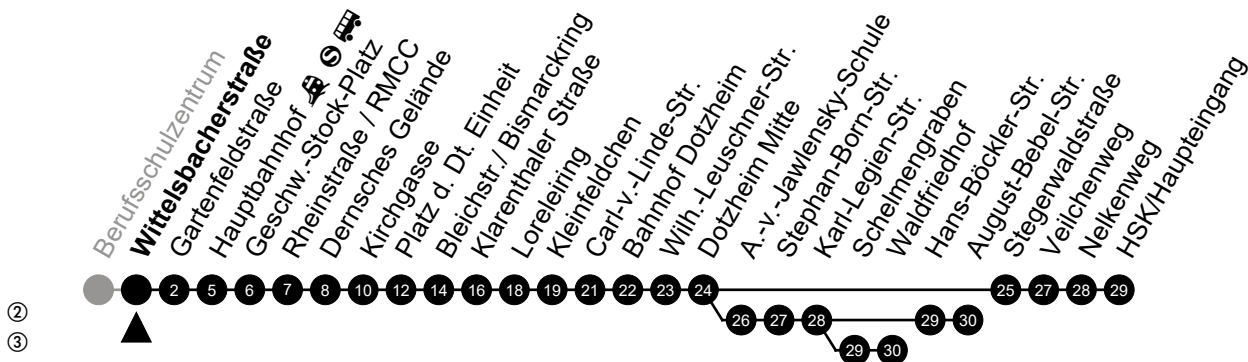 Berufsschulzentrum
Wittelsbacherstraße
Gartenfeldstraße
Hauptbahnhof S
Geschw.-Stock-Platz
Rheinstraße / RMCC
Dernsches Gelände
Kirchgasse
Platz d. Dt. Einheit
Bleichstr./ Bismarckring
Klarenthaler Straße
Loreleiring
Kleinfeldchen
Carl-v.-Linde-Str.
Bahnhof Dotzheim
Wilh.-Leuschner-Str.
Dotzheim Mitte
A.-v.-Jawlensky-Schule
Stephan-Born-Str.
Karl-Legien-Str.
Schelmengraben
Waldfriedhof
Hans-Böckler-Str.
August-Bebel-Str.
Stegerwaldstraße
Veilchenweg
Nelkenweg
HSK/Haupteingang
2 5 6 7 8 10 12 14 16 18 19 21 22 23 24 25 27 28 29
② 26 27 28 29 30
③ 29 30